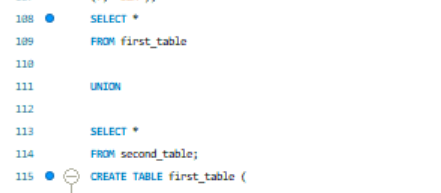 108 SELECT *
109 FROM first_table
110
111 UNION
112
113 SELECT *
114 FROM second_table;
115 CREATE TABLE first_table (